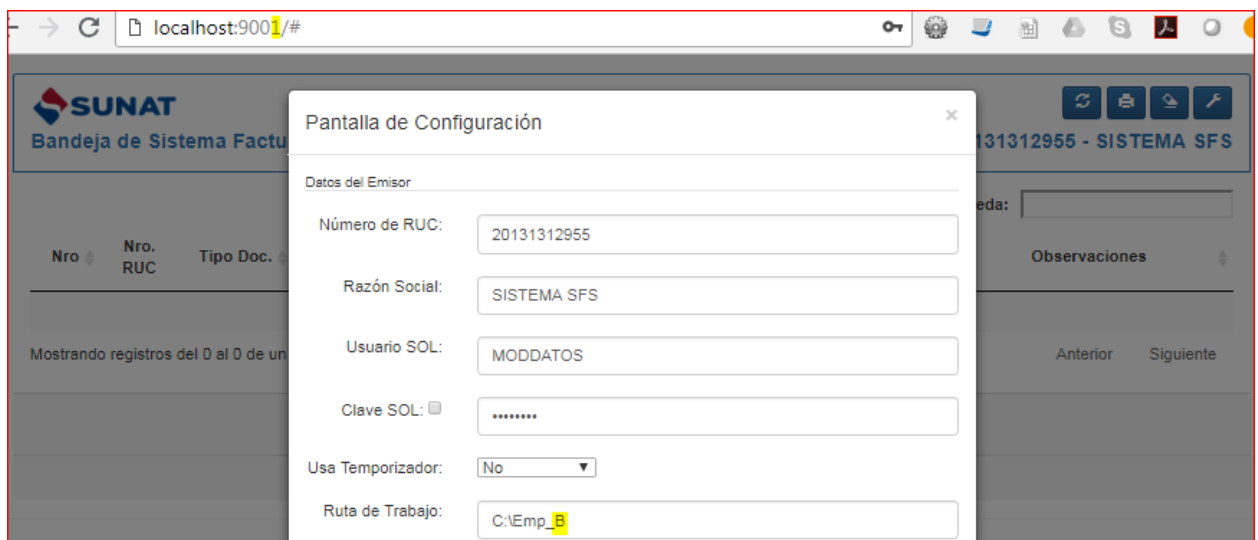 localhost:9001/#
SUNAT
Bandeja de Sistema Factu
131312955 - SISTEMA SFS
Pantalla de Configuración
×
Datos del Emisor
eda:
Número de RUC:
20131312955
Nro
Nro.
RUC
Tipo Doc.
Observaciones
Razón Social:
SISTEMA SFS
Mostrando registros del 0 al 0 de un
Anterior
Siguiente
Usuario SOL:
MODDATOS
Clave SOL:
••••••••
Usa Temporizador:
No
Ruta de Trabajo:
C:\Emp_B